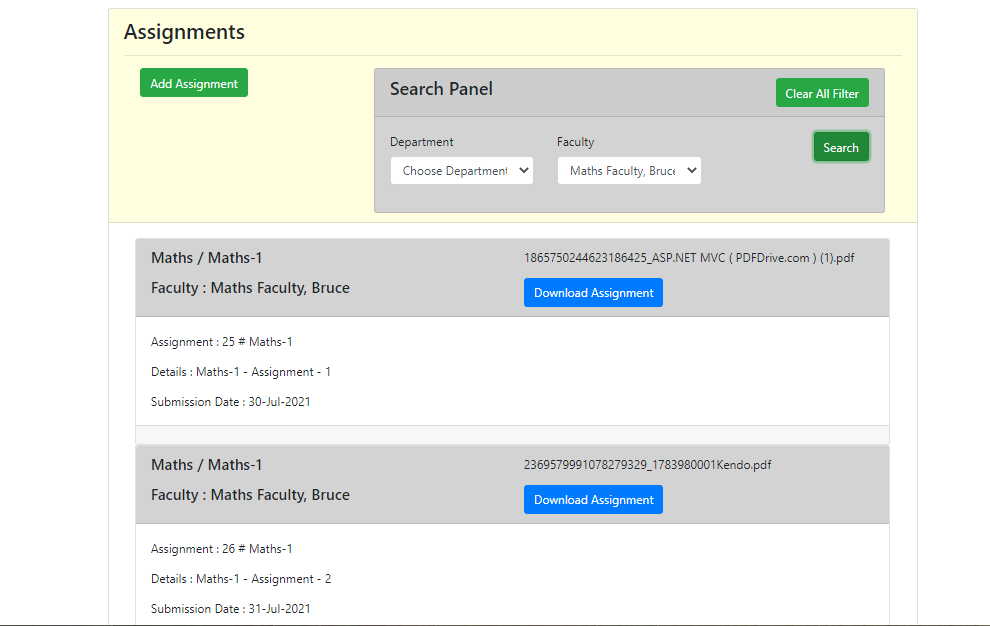 Assignments
Add Assignment
Search Panel
Clear All Filter
Department
Faculty
Search
Choose Department
Maths Faculty, Bruce
Maths / Maths-1
1865750244623186425_ASP.NET MVC ( PDFDrive.com ) (1).pdf
Faculty : Maths Faculty, Bruce
Download Assignment
Assignment : 25 # Maths-1
Details : Maths-1 - Assignment - 1
Submission Date : 30-Jul-2021
Maths / Maths-1
2369579991078279329_1783980001Kendo.pdf
Faculty : Maths Faculty, Bruce
Download Assignment
Assignment : 26 # Maths-1
Details : Maths-1 - Assignment - 2
Submission Date : 31-Jul-2021